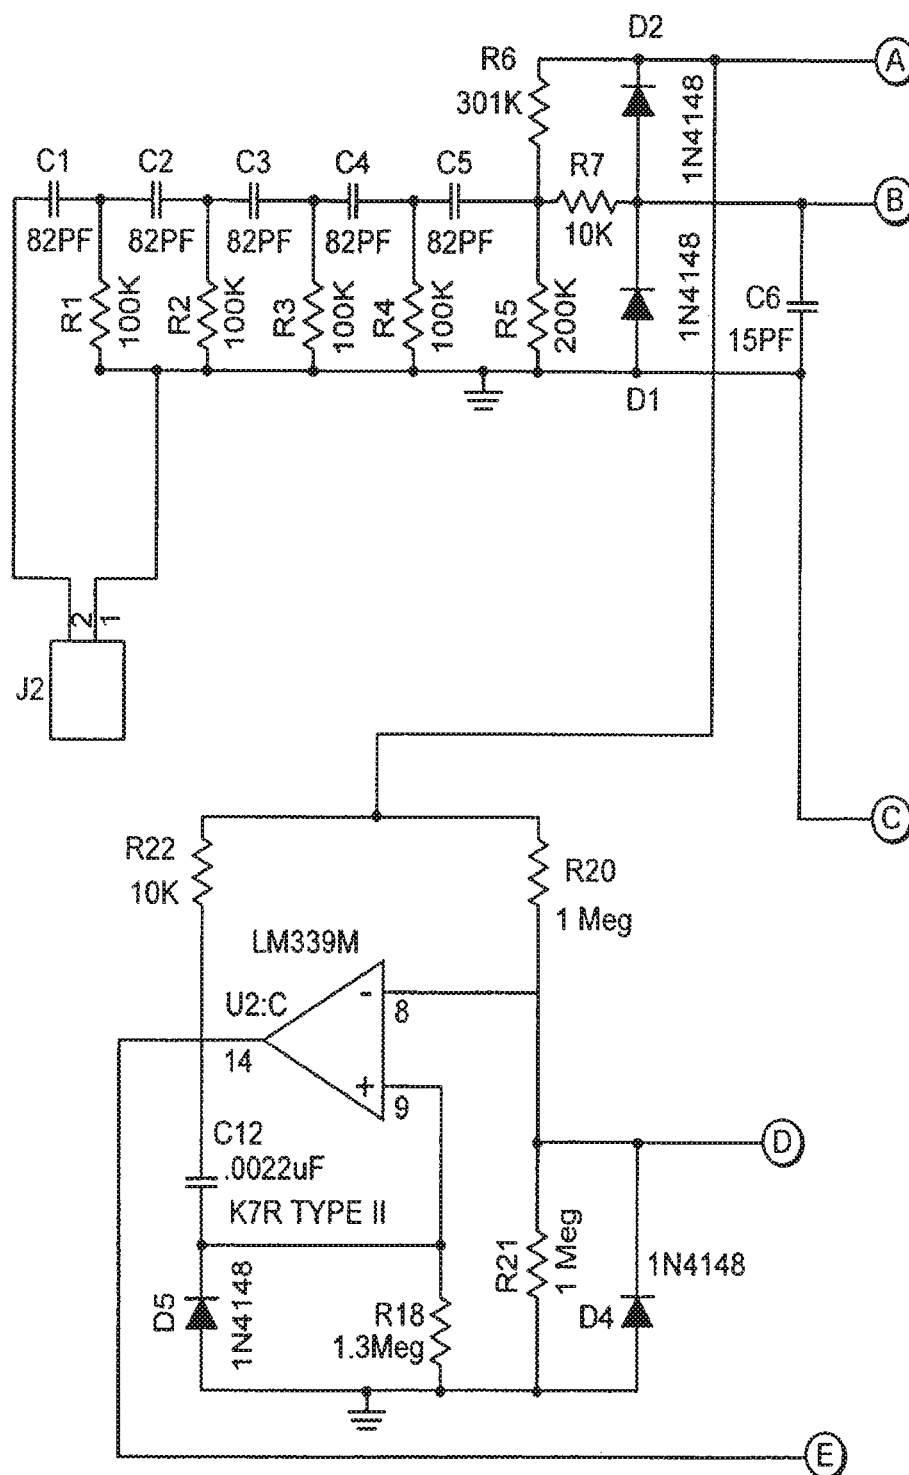 D2
A
R6
301K
1N4148
C1
C2
C3
C4
C5
R7
B
82PF
82PF
82PF
82PF
82PF
10K
R1
100K
R2
100K
R3
100K
R4
100K
R5
200K
1N4148
C6
15PF
D1
2
1
J2
C
R22
10K
R20
1 Meg
LM339M
U2:C
-
8
14
+
9
D
C12
.0022uF
K7R TYPE II
R21
1 Meg
1N4148
D5
1N4148
R18
1.3Meg
D4
E